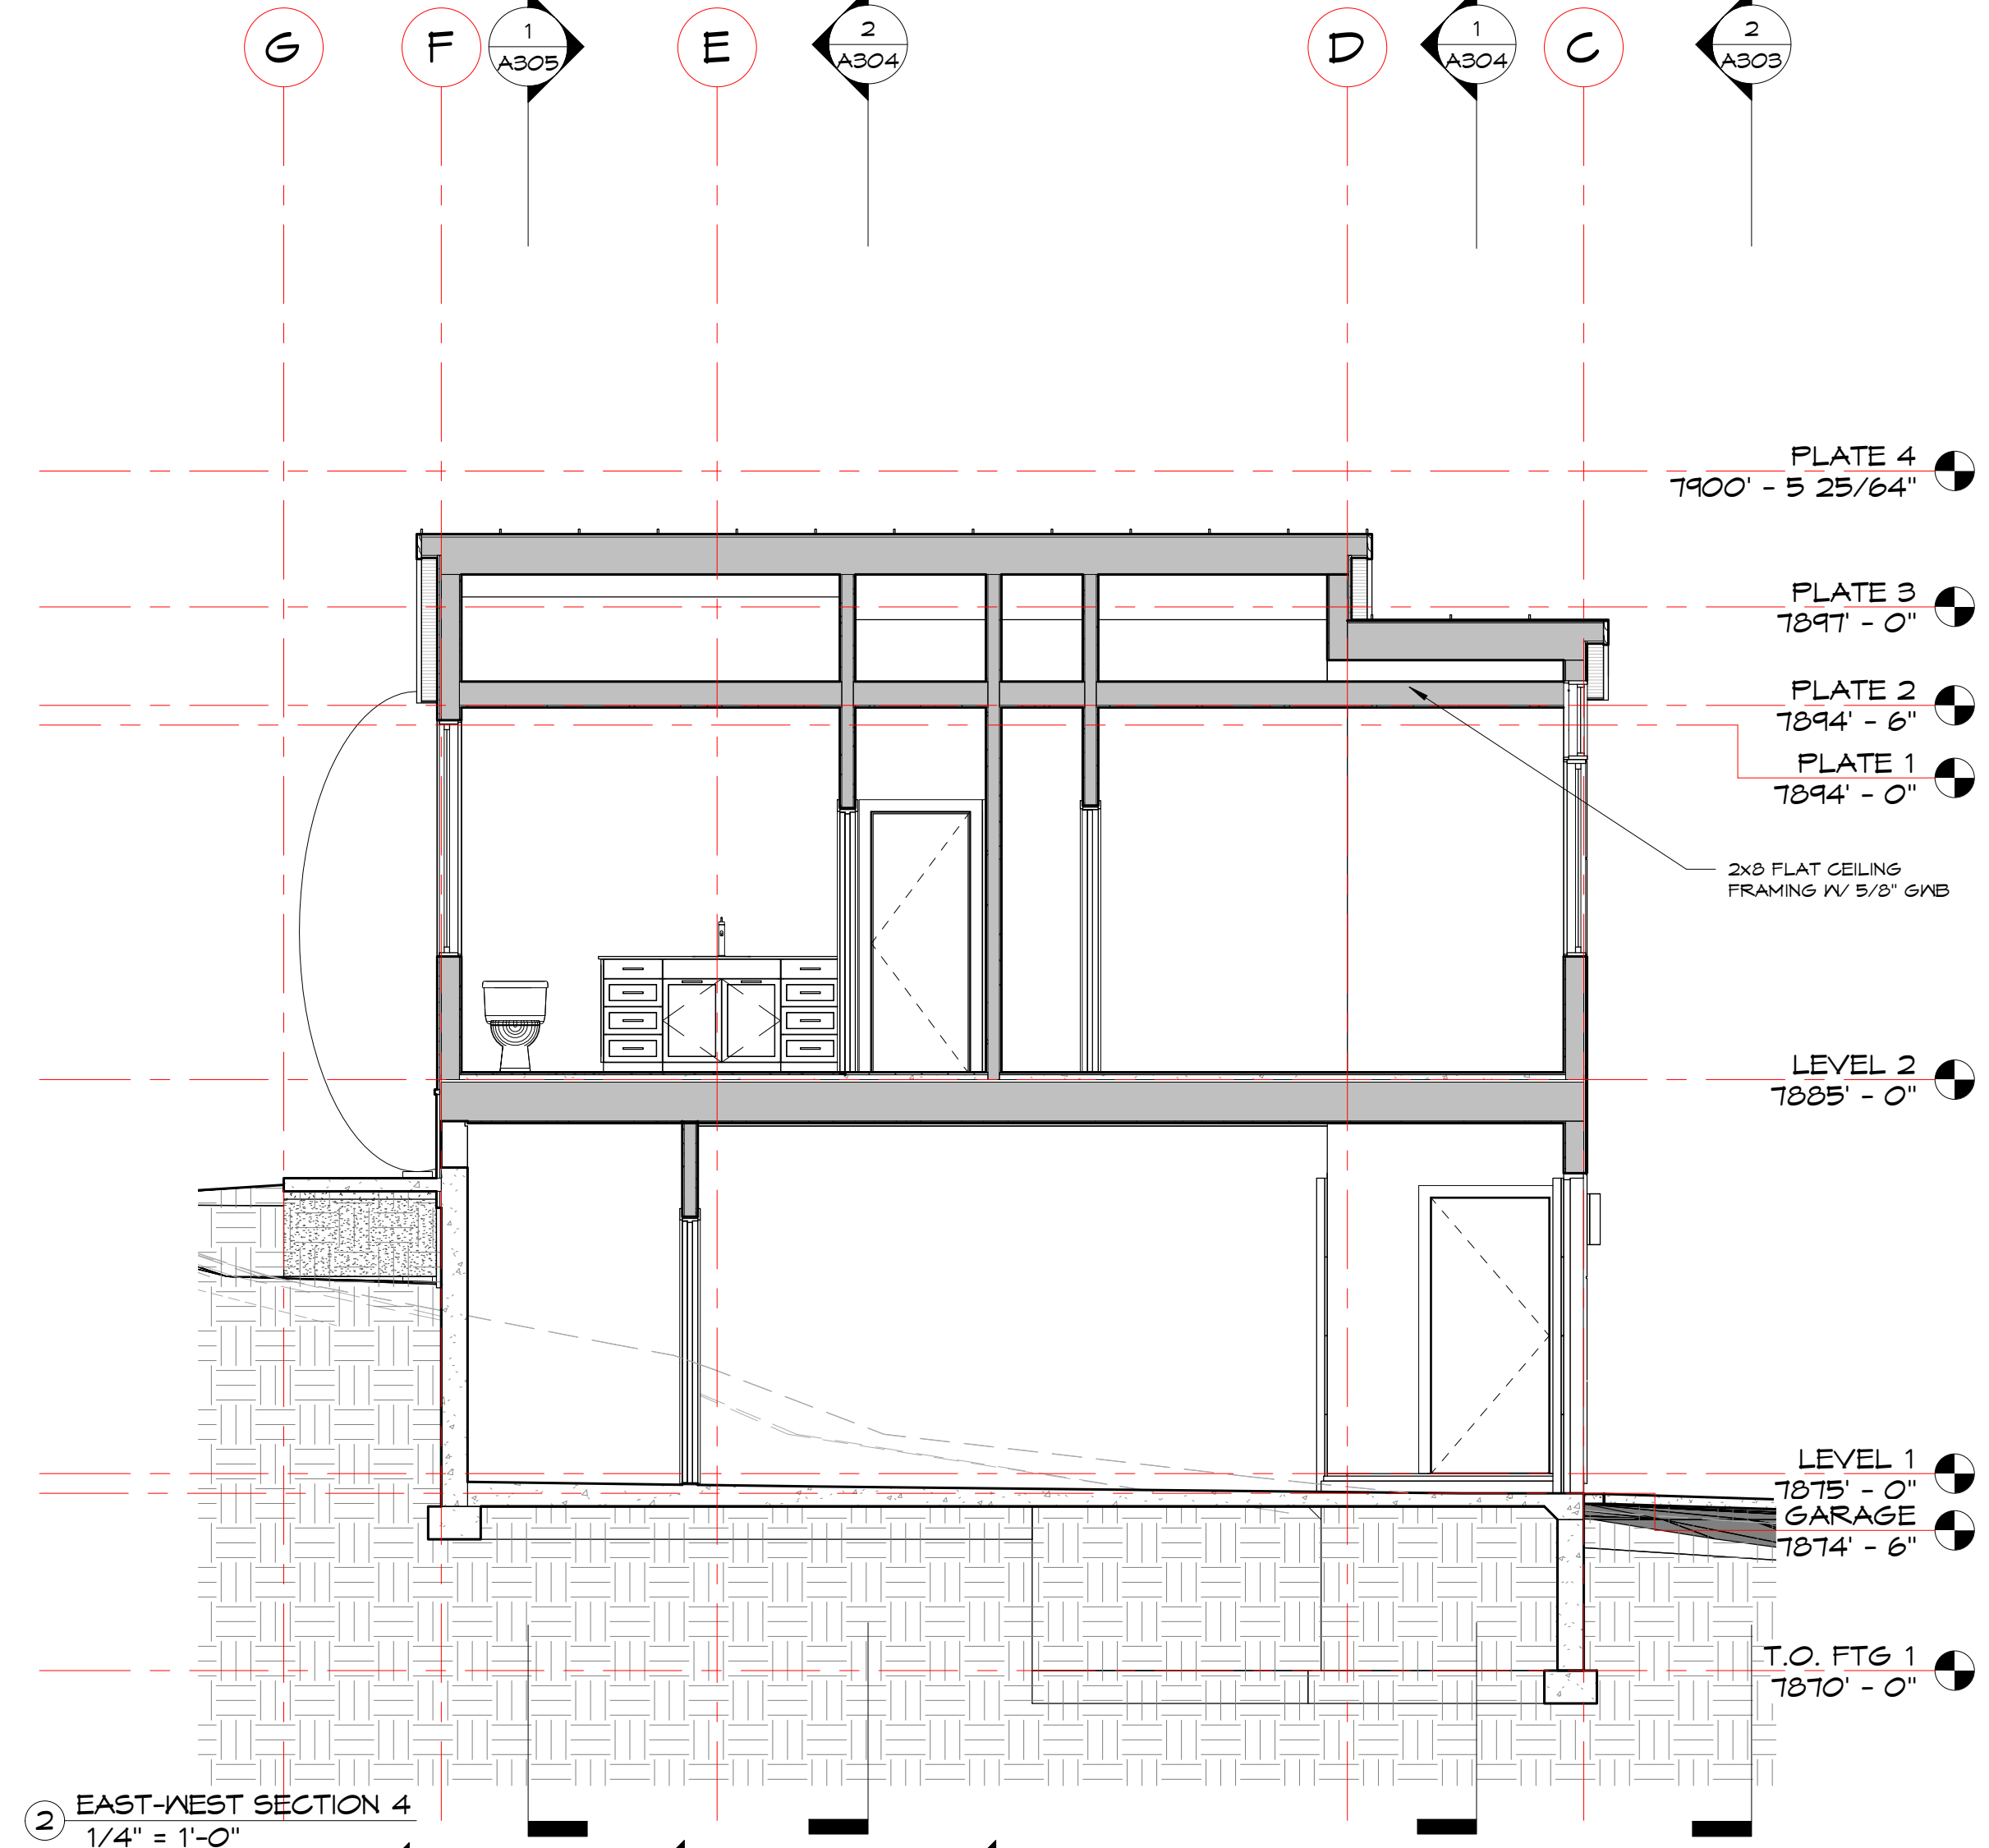 G
F
1
A305
E
2
A304
D
1
A304
C
2
A303
PLATE 4
7900' - 5 25/64"
PLATE 3
7897' - 0"
PLATE 2
7894' - 6"
PLATE 1
7894' - 0"
2x8 FLAT CEILING
FRAMING W/ 5/8" GWB
LEVEL 2
7885' - 0"
LEVEL 1
7875' - 0"
GARAGE
7874' - 6"
T.O. FTG 1
7870' - 0"
2
EAST-WEST SECTION 4
1/4" = 1'-0"